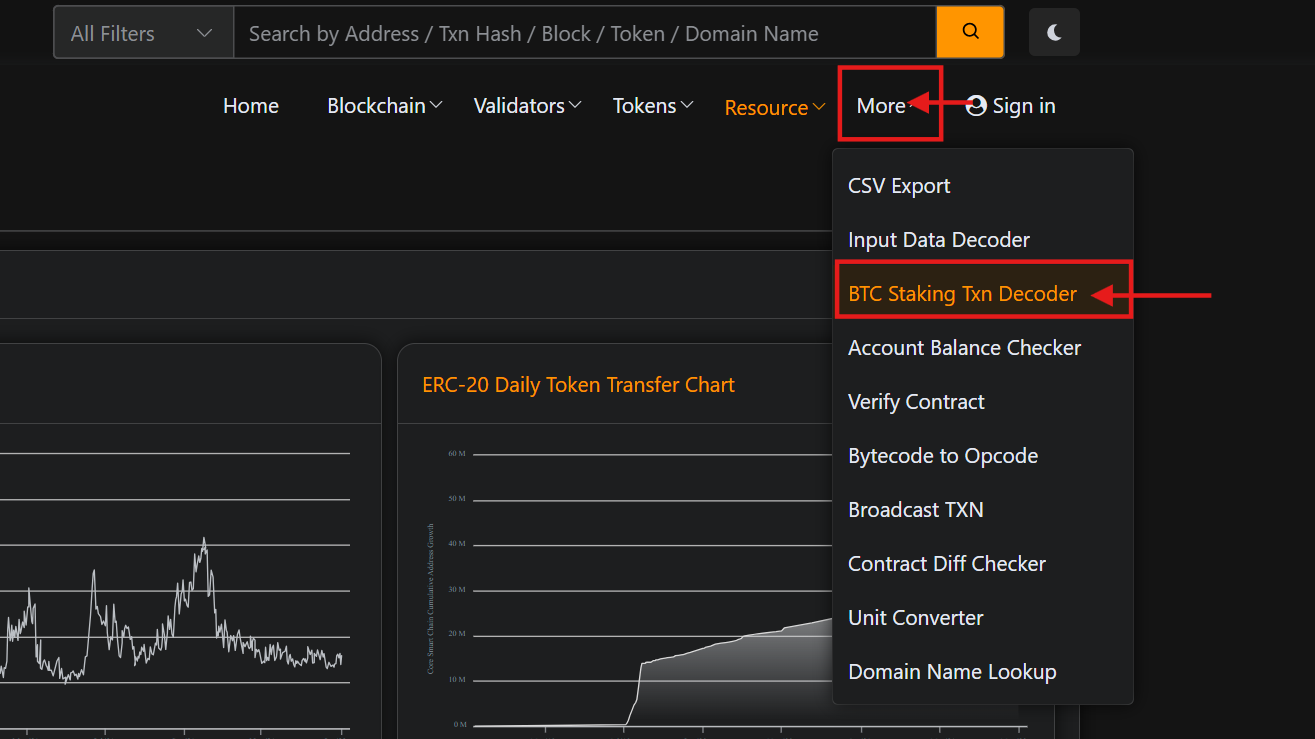 All Filters
Search by Address / Txn Hash / Block / Token / Domain Name
Home
Blockchain
Validators
Tokens
Resource
More
Sign in
CSV Export
Input Data Decoder
BTC Staking Txn Decoder
Account Balance Checker
Verify Contract
Bytecode to Opcode
Broadcast TXN
Contract Diff Checker
Unit Converter
Domain Name Lookup
ERC-20 Daily Token Transfer Chart
Core Smart Chain Cumulative Address Growth
60 M
50 M
40 M
30 M
20 M
10 M
0 M